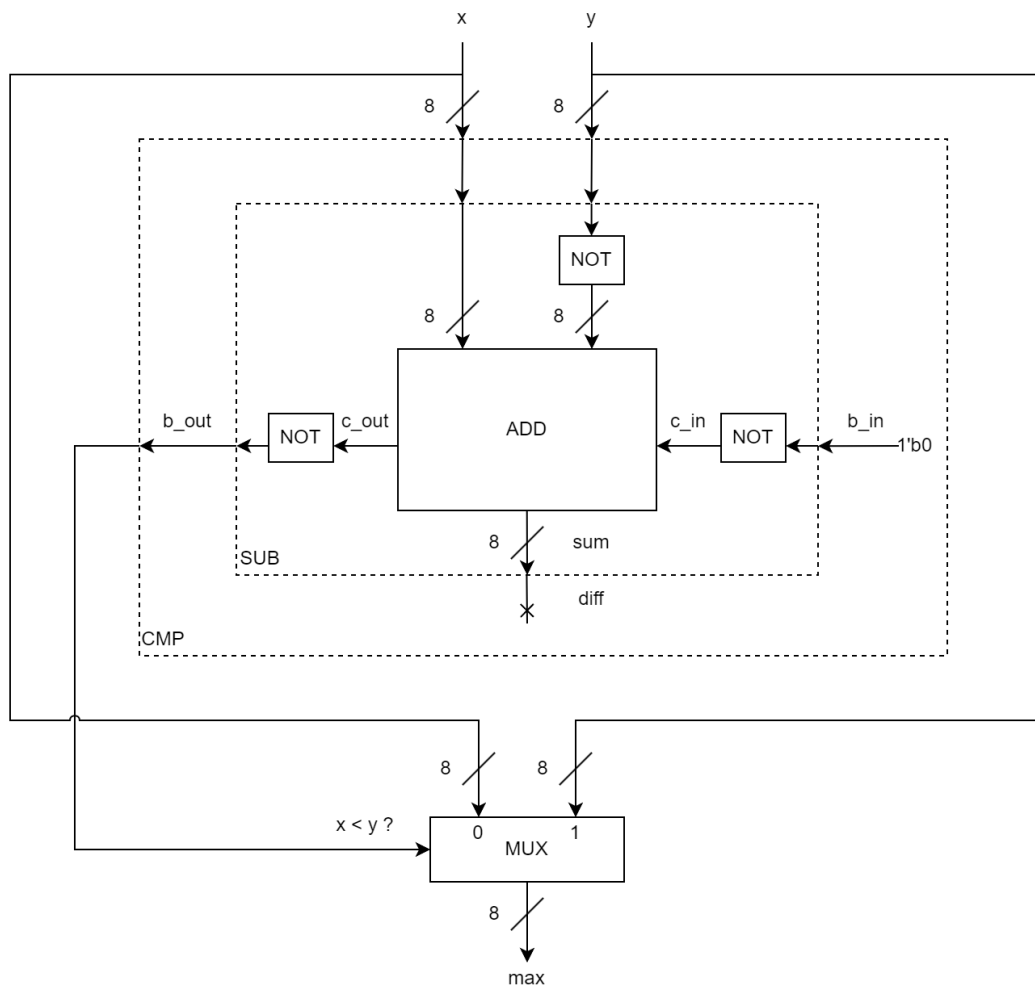 x y
8 8
NOT
8 8
b_out c_out ADD c_in b_in
NOT NOT 1'b0
8 sum
SUB
diff
CMP
8 8
x < y ?
0 1
MUX
8
max